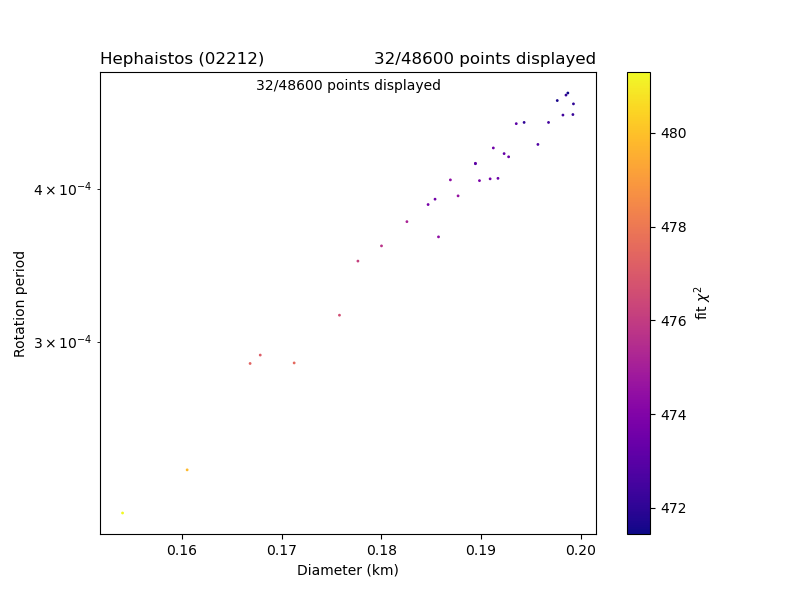 Hephaistos (02212)
32/48600 points displayed
32/48600 points displayed
4 × 10⁻⁴
3 × 10⁻⁴
Rotation period
0.16 0.17 0.18 0.19 0.20
Diameter (km)
480
478
476
474
472
fit χ²